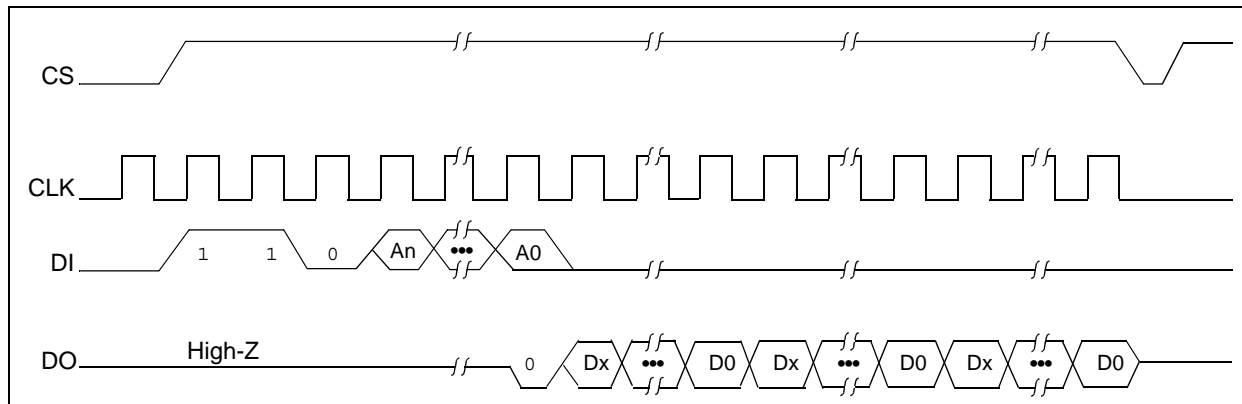 CS
CLK
DI 1 1 0 An ••• A0
DO High-Z 0 Dx ••• D0 Dx ••• D0 Dx ••• D0